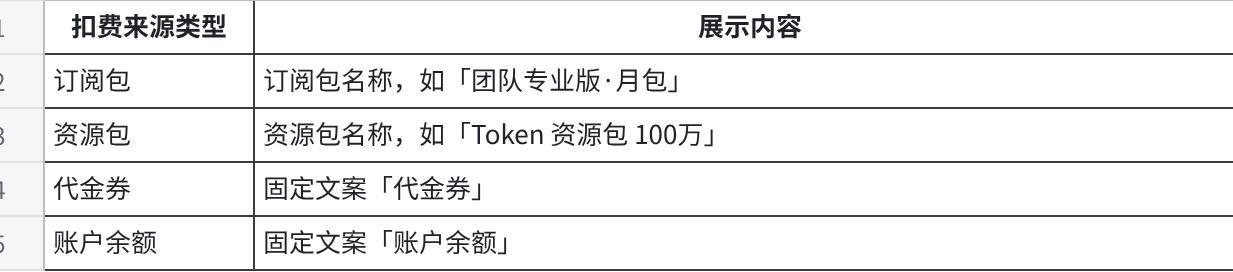 1 扣费来源类型 展示内容
2 订阅包 订阅包名称，如「团队专业版·月包」
3 资源包 资源包名称，如「Token 资源包 100万」
4 代金券 固定文案「代金券」
5 账户余额 固定文案「账户余额」